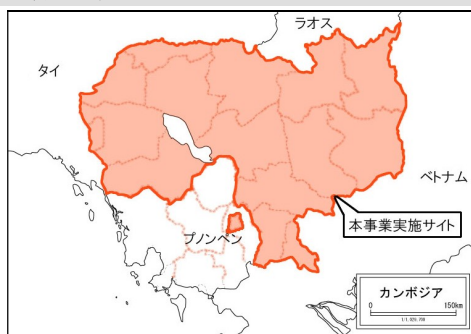 ラオス
タイ
ベトナム
本事業実施サイト
プノンペン
カンボジア
0 150km